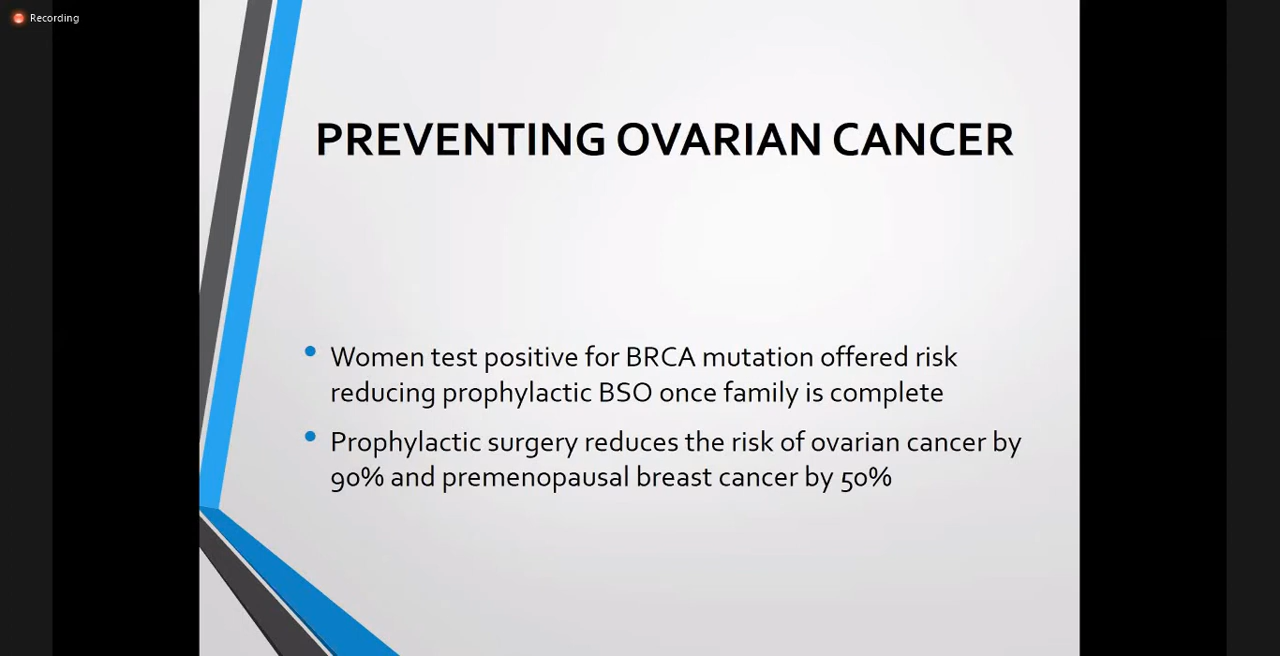 Recording
PREVENTING OVARIAN CANCER
• Women test positive for BRCA mutation offered risk
reducing prophylactic BSO once family is complete
• Prophylactic surgery reduces the risk of ovarian cancer by
90% and premenopausal breast cancer by 50%